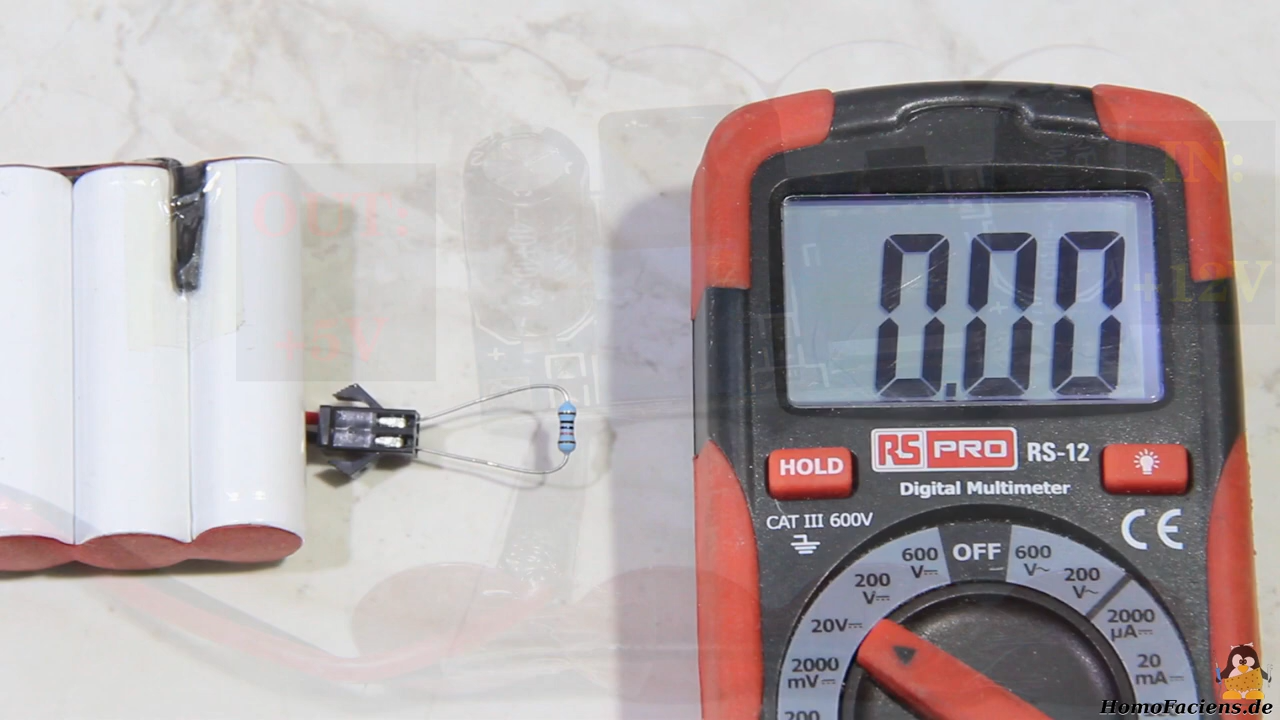 OUT:
+5V
IN:
+12V
0.00
HOLD
RS PRO RS-12
Digital Multimeter
CAT III 600V
OFF
600
V
600
V~
200
V
200
V~
20V
2000
µA
2000
mV
20
mA
200
HomoFaciens.de